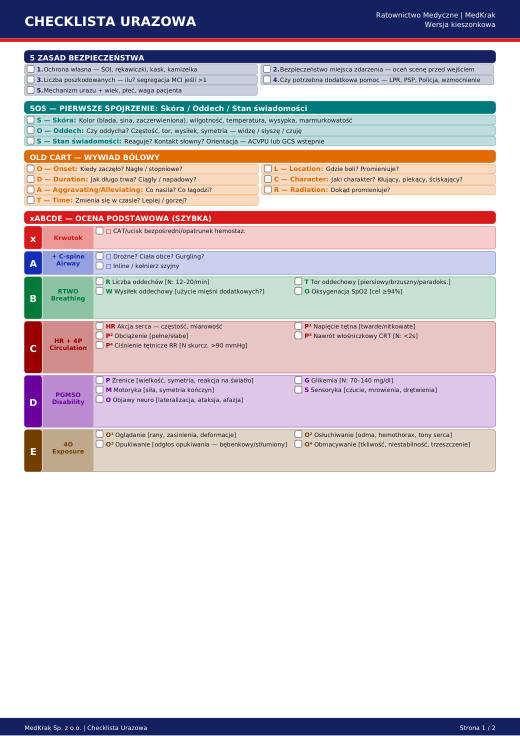 CHECKLISTA URAZOWA
Ratownictwo Medyczne | MedKrak
Wersja kieszonkowa
5 ZASAD BEZPIECZEŃSTWA
1. Ochrona własna — ŚOI, rękawiczki, kask, kamizelka
2. Bezpieczeństwo miejsca zdarzenia — oceń scenę przed wejściem
3. Liczba poszkodowanych — ilu? segregacja MCI jeśli >1
4. Czy potrzebna dodatkowa pomoc — LPR, PSP, Policja, wzmocnienie
5. Mechanizm urazu + wiek, płeć, waga pacjenta
SOS — PIERWSZE SPOJRZENIE: Skóra / Oddech / Stan świadomości
S — Skóra: Kolor (blada, sina, zaczerwieniona), wilgotność, temperatura, wysypka, marmurkowatość
O — Oddech: Czy oddycha? Częstość, tor, wysiłek, symetria — widzę / słyszę / czuję
S — Stan świadomości: Reaguje? Kontakt słowny? Orientacja — ACVPU lub GCS wstępnie
OLD CART — WYWIAD BÓLOWY
O — Onset: Kiedy zaczęło? Nagłe / stopniowe?
L — Location: Gdzie boli? Promieniuje?
D — Duration: Jak długo trwa? Ciągły / napadowy?
C — Character: Jaki charakter? Kłujący, piekący, ściskający?
A — Aggravating/Alleviating: Co nasila? Co łagodzi?
R — Radiation: Dokąd promieniuje?
T — Time: Zmienia się w czasie? Lepiej / gorzej?
xABCDE — OCENA PODSTAWOWA (SZYBKA)
x
Krwotok
□ CAT/ucisk bezpośredni/opatrunek hemostaz.
A
+ C-spine
Airway
□ Drożne? Ciała obce? Gurgling?
□ Inline / kołnierz szyjny
B
RTWO
Breathing
R Liczba oddechów [N: 12–20/min]
T Tor oddechowy [piersiowy/brzuszny/paradoks.]
W Wysiłek oddechowy [użycie mięśni dodatkowych?]
O Oksygenacja SpO2 [cel ≥94%]
C
HR + 4P
Circulation
HR Akcja serca — częstość, miarowość
P¹ Napięcie tętna [twarde/nitkowate]
P² Obciążenie [pełne/słabe]
P³ Nawrót włośniczkowy CRT [N: <2s]
P⁴ Ciśnienie tętnicze RR [N skurcz. >90 mmHg]
D
PGMSO
Disability
P Źrenice [wielkość, symetria, reakcja na światło]
G Glikemia [N: 70–140 mg/dl]
M Motoryka [siła, symetria kończyn]
S Sensoryka [czucie, mrowienia, drętwienia]
O Objawy neuro [lateralizacja, ataksja, afazja]
E
4O
Exposure
O¹ Oglądanie [rany, zasinienia, deformacje]
O² Osłuchiwanie [odma, hemothorax, tony serca]
O³ Opukiwanie [odgłos opukiwania — bębenkowy/stłumiony]
O⁴ Obmacywanie [tkliwość, niestabilność, trzeszczenie]
MedKrak Sp. z o.o. | Checklista Urazowa
Strona 1 / 2